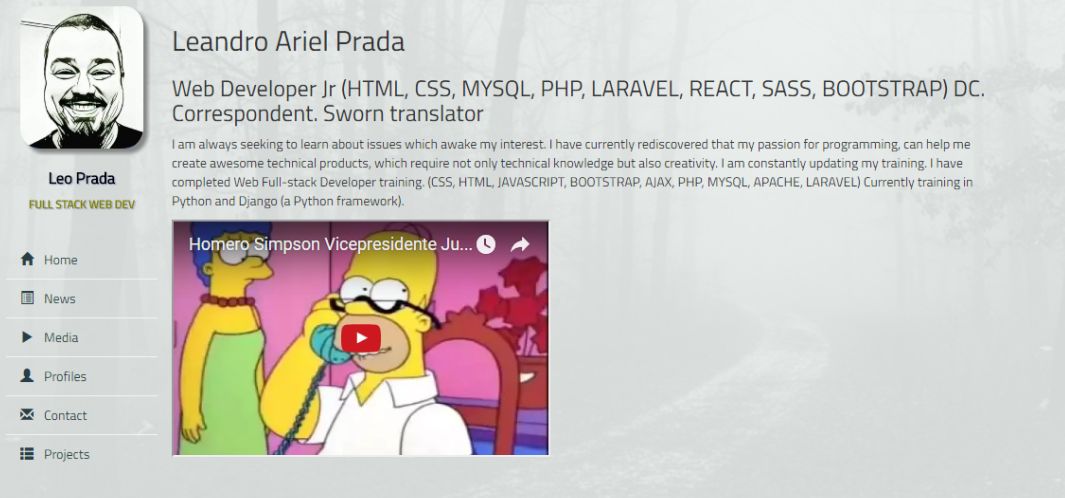 Leo Prada
FULL STACK WEB DEV
Home
News
Media
Profiles
Contact
Projects
Leandro Ariel Prada
Web Developer Jr (HTML, CSS, MYSQL, PHP, LARAVEL, REACT, SASS, BOOTSTRAP) DC.
Correspondent. Sworn translator
I am always seeking to learn about issues which awake my interest. I have currently rediscovered that my passion for programming, can help me
create awesome technical products, which require not only technical knowledge but also creativity. I am constantly updating my training. I have
completed Web Full-stack Developer training. (CSS, HTML, JAVASCRIPT, BOOTSTRAP, AJAX, PHP, MYSQL, APACHE, LARAVEL) Currently training in
Python and Django (a Python framework).
Homero Simpson Vicepresidente Ju...